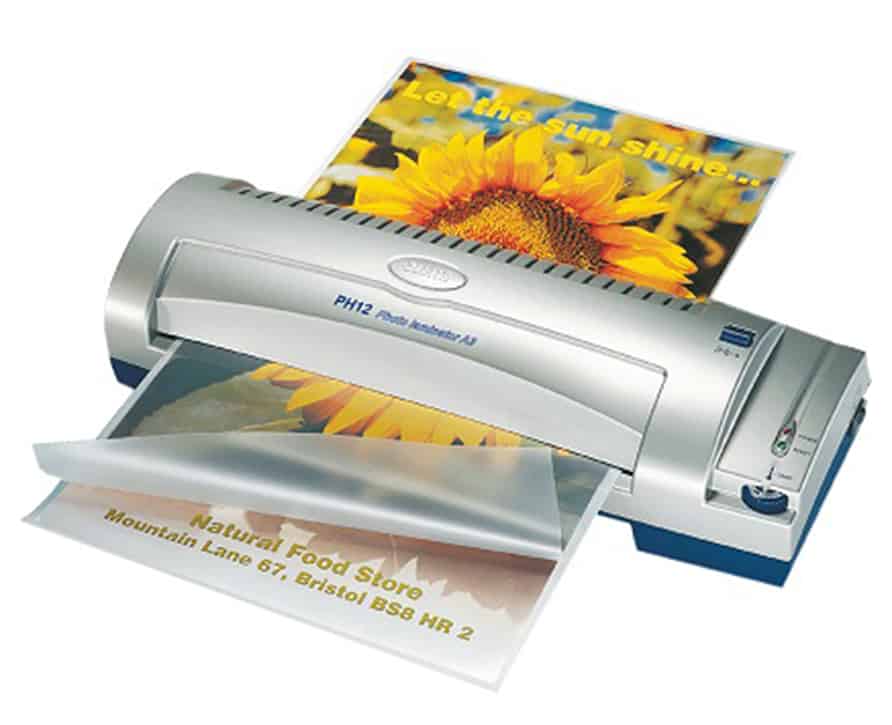 Let the sun shine...
PH12 Photo laminator A3
Natural Food Store
Mountain Lane 67, Bristol BS8 HR 2